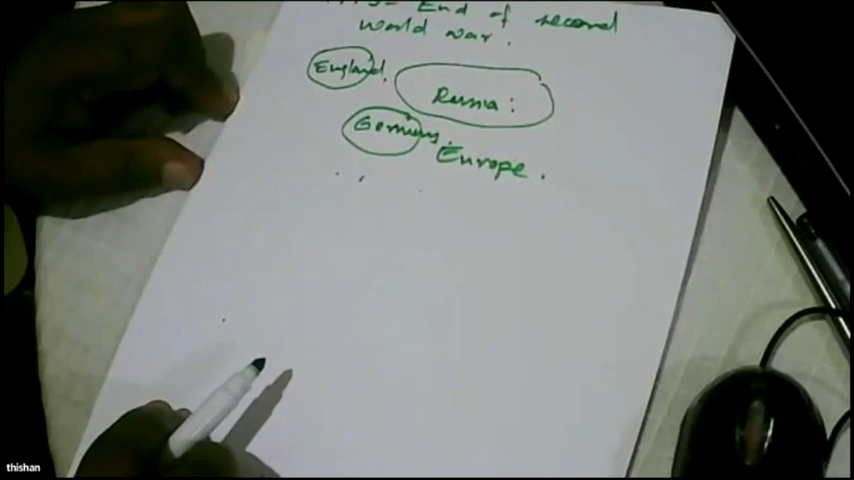 End of second
world war.
England.
Russia:
Germany.
Europe.
thishan